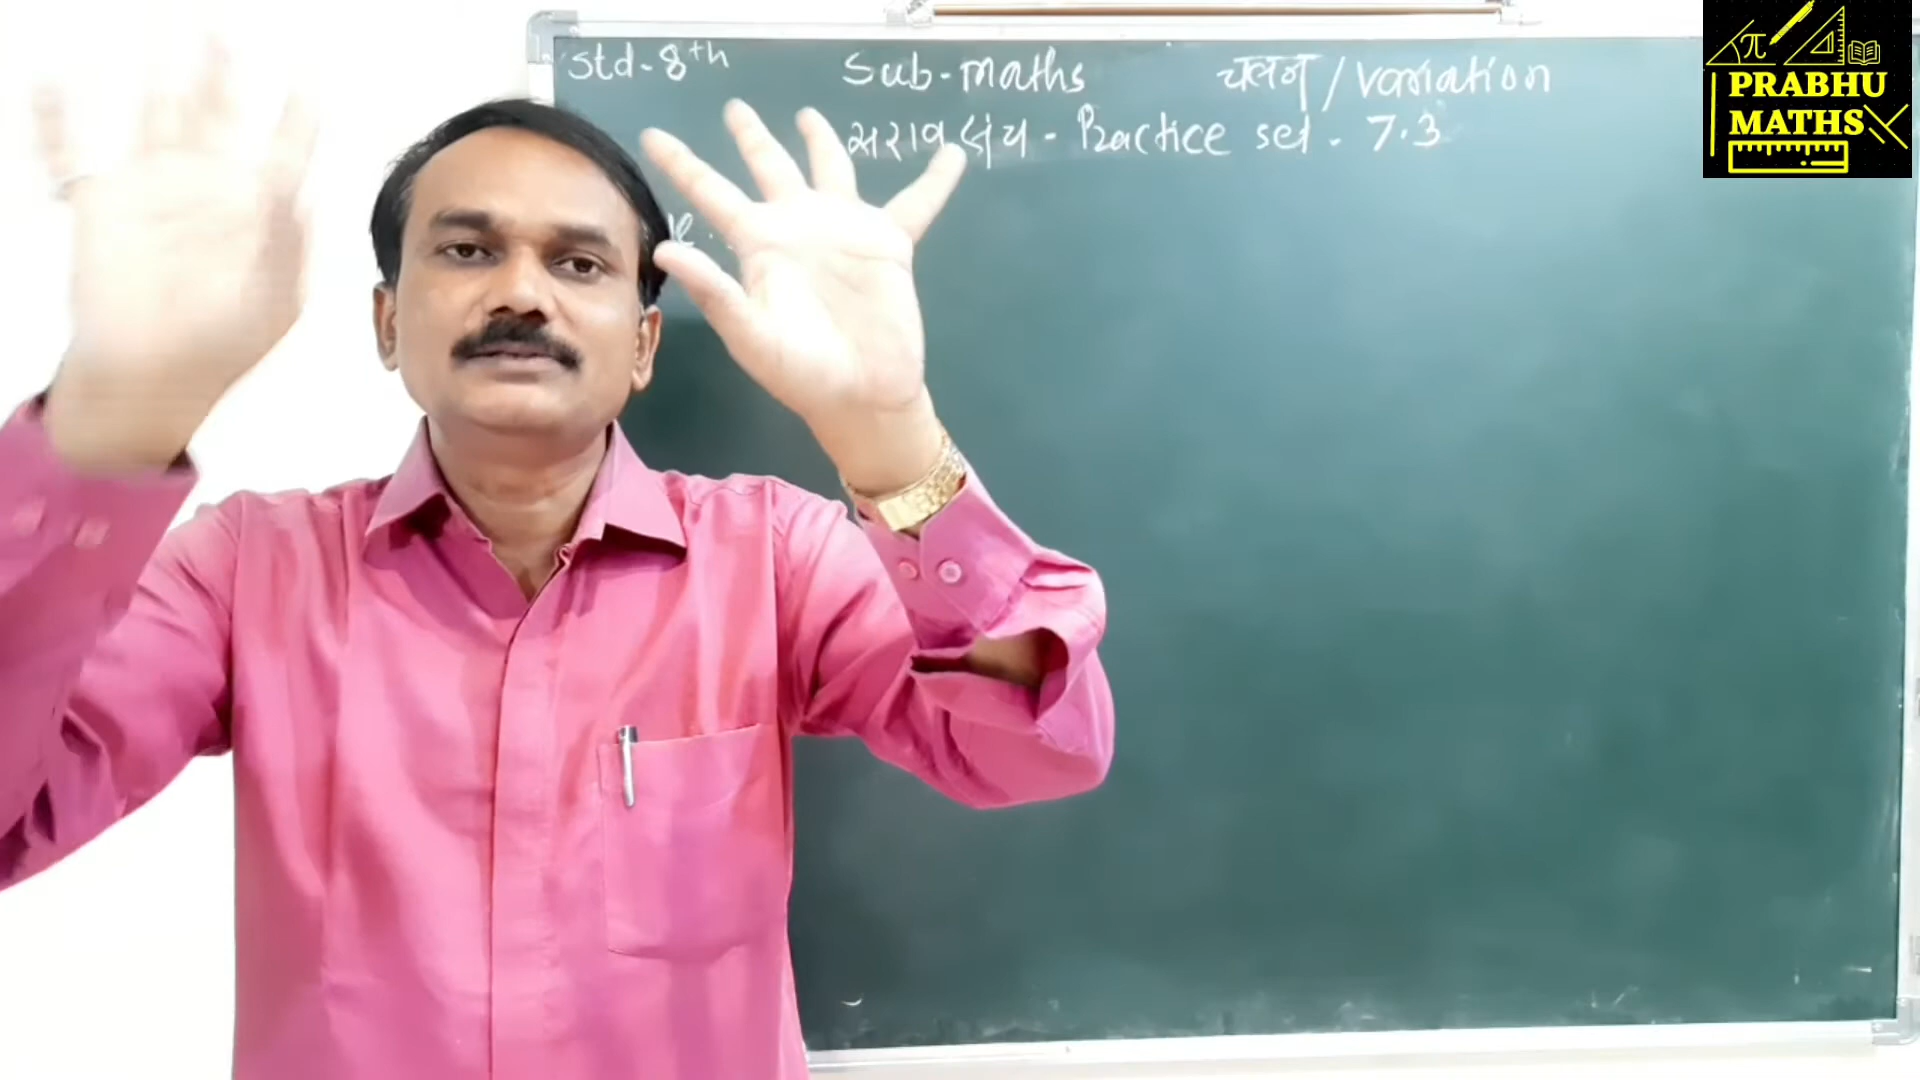 Std-8th Sub-maths चलन/variation
सरावसंच - Practice set - 7.3
PRABHU
MATHS
π